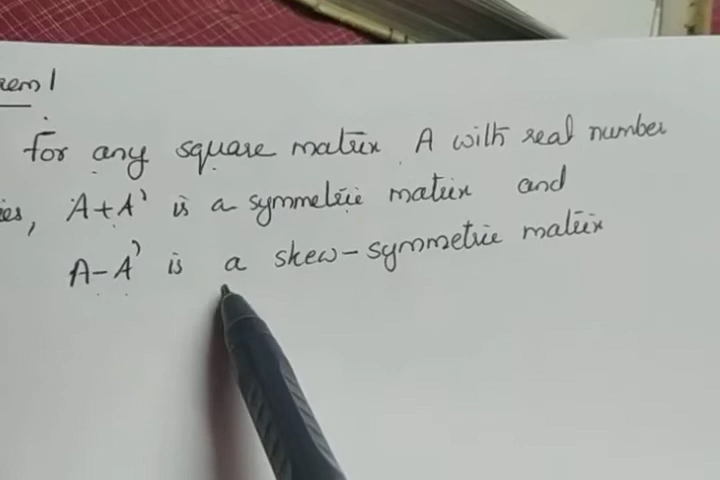 rem 1
For any square matrix A with real number
ies, A+A' is a symmetric matrix and
A-A' is a skew-symmetric matrix